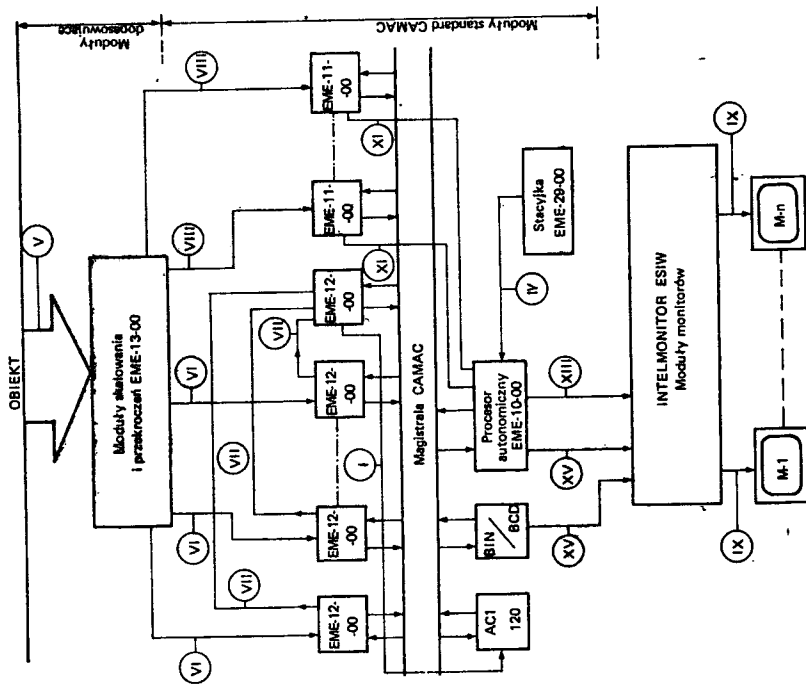 OBIEKT
V
Moduły
dopasowujące
Moduły standard CAMAC
Moduły skalowania
i przekroczeń EME-13-00
VI
VI
VI
VIII
VIII
VII
VII
VII
I
EME-12-
-00
EME-12-
-00
EME-12-
-00
EME-12-
-00
EME-11-
-00
EME-11-
-00
XI
XI
Magistrala CAMAC
AC1
120
BIN/BCD
Procesor
autonomiczny
EME-10-00
Stacyjka
EME-29-00
IV
XV
XV
XIII
INTELMONITOR ESIW
Moduły monitorów
IX
IX
M-1
M-n